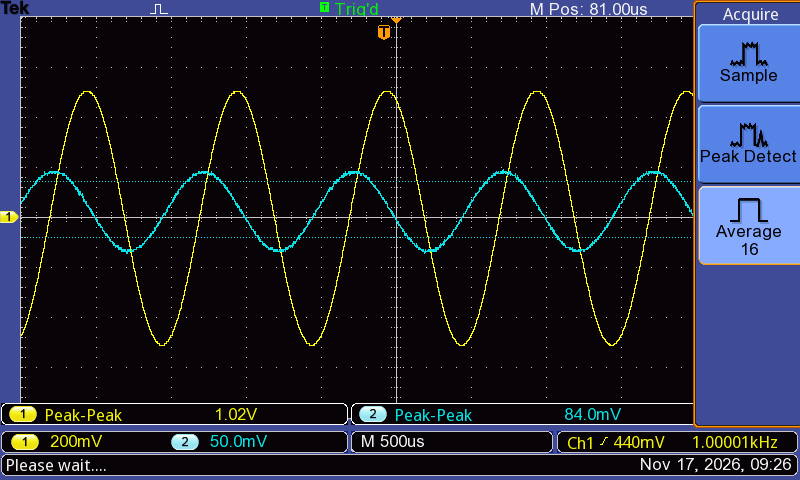 Tek T Trig'd M Pos: 81.00us
T
Acquire
Sample
Peak Detect
Average
16
1
1 Peak-Peak 1.02V 2 Peak-Peak 84.0mV
1 200mV 2 50.0mV M 500us Ch1 440mV 1.00001kHz
Please wait.... Nov 17, 2026, 09:26